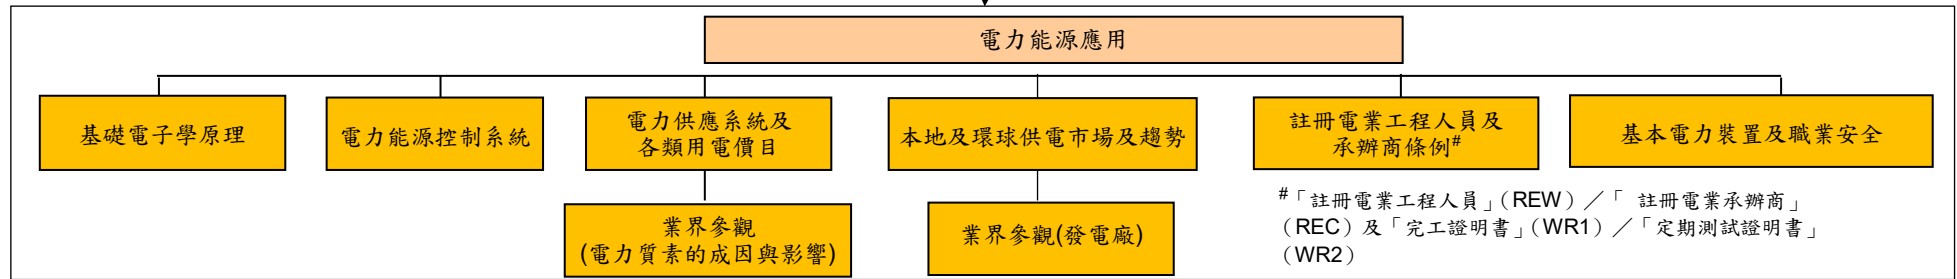 電力能源應用
基礎電子學原理
電力能源控制系統
電力供應系統及
各類用電價目
本地及環球供電市場及趨勢
註冊電業工程人員及
承辦商條例#
基本電力裝置及職業安全
業界參觀
(電力質素的成因與影響)
業界參觀(發電廠)
#「註冊電業工程人員」(REW)／「 註冊電業承辦商」
(REC) 及「完工證明書」(WR1)／「定期測試證明書」
(WR2)